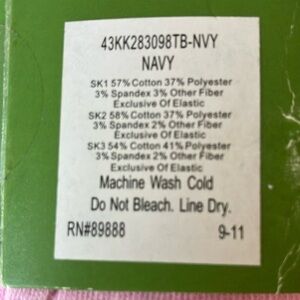 43KK283098TB-NVY
NAVY
SK1 57% Cotton 37% Polyester
3% Spandex 3% Other Fiber
Exclusive Of Elastic
SK2 58% Cotton 37% Polyester
3% Spandex 2% Other Fiber
Exclusive Of Elastic
SK3 54% Cotton 41% Polyester
3% Spandex 2% Other Fiber
Exclusive Of Elastic
Machine Wash Cold
Do Not Bleach. Line Dry.
RN#89888 9-11